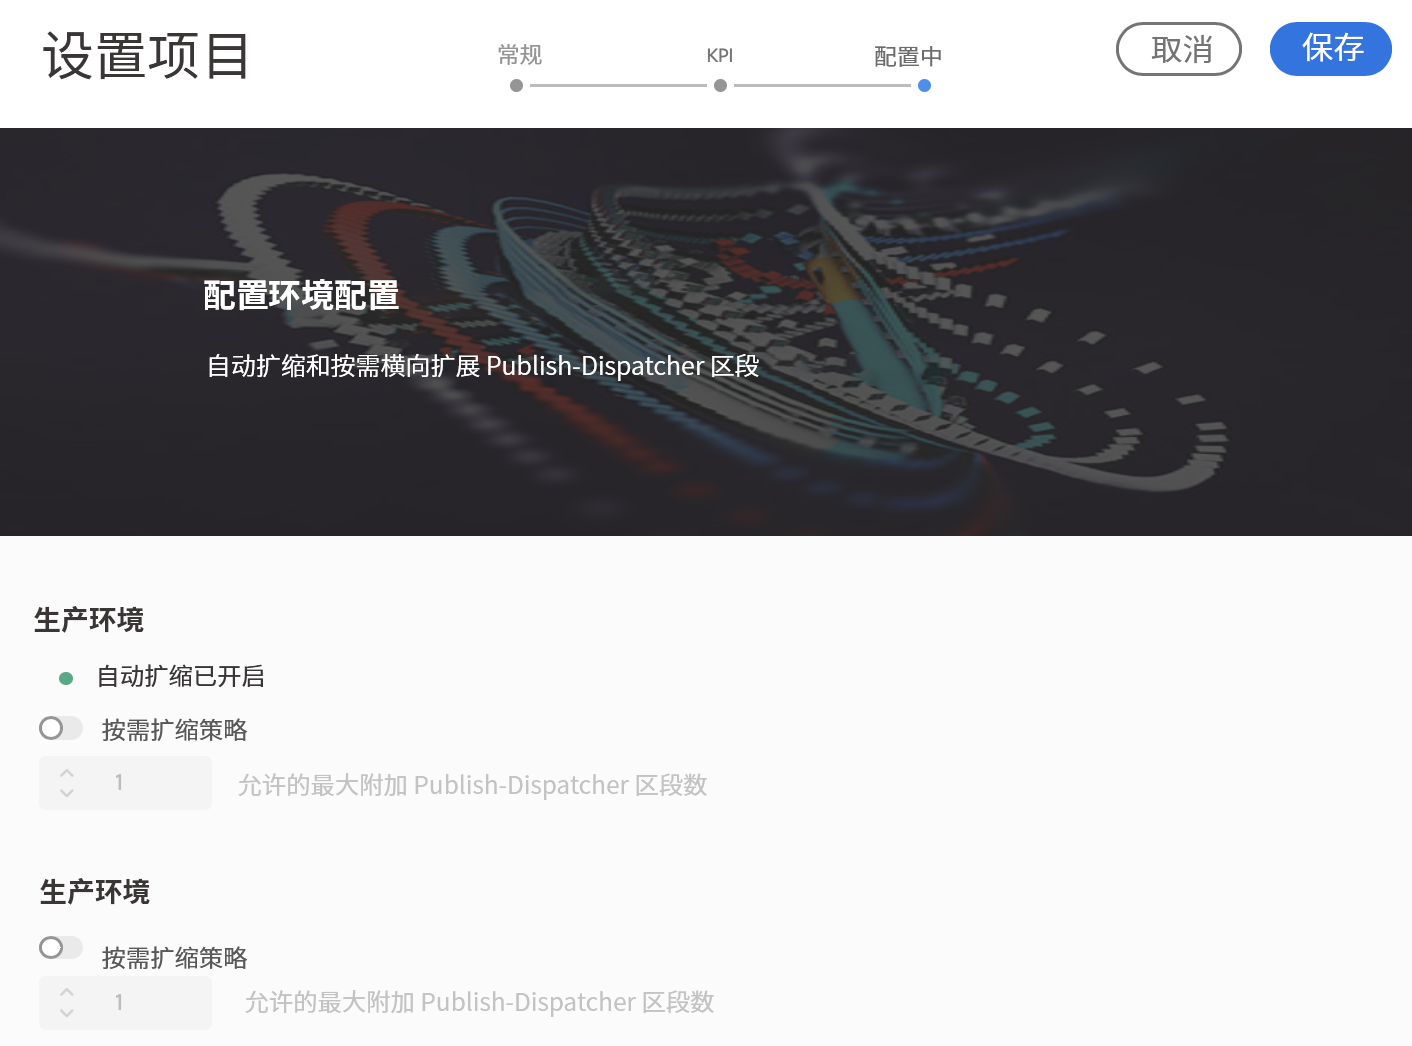 设置项目
常规
KPI
配置中
取消
保存
配置环境配置
自动扩缩和按需横向扩展 Publish-Dispatcher 区段
生产环境
自动扩缩已开启
按需扩缩策略
1
允许的最大附加 Publish-Dispatcher 区段数
生产环境
按需扩缩策略
1
允许的最大附加 Publish-Dispatcher 区段数